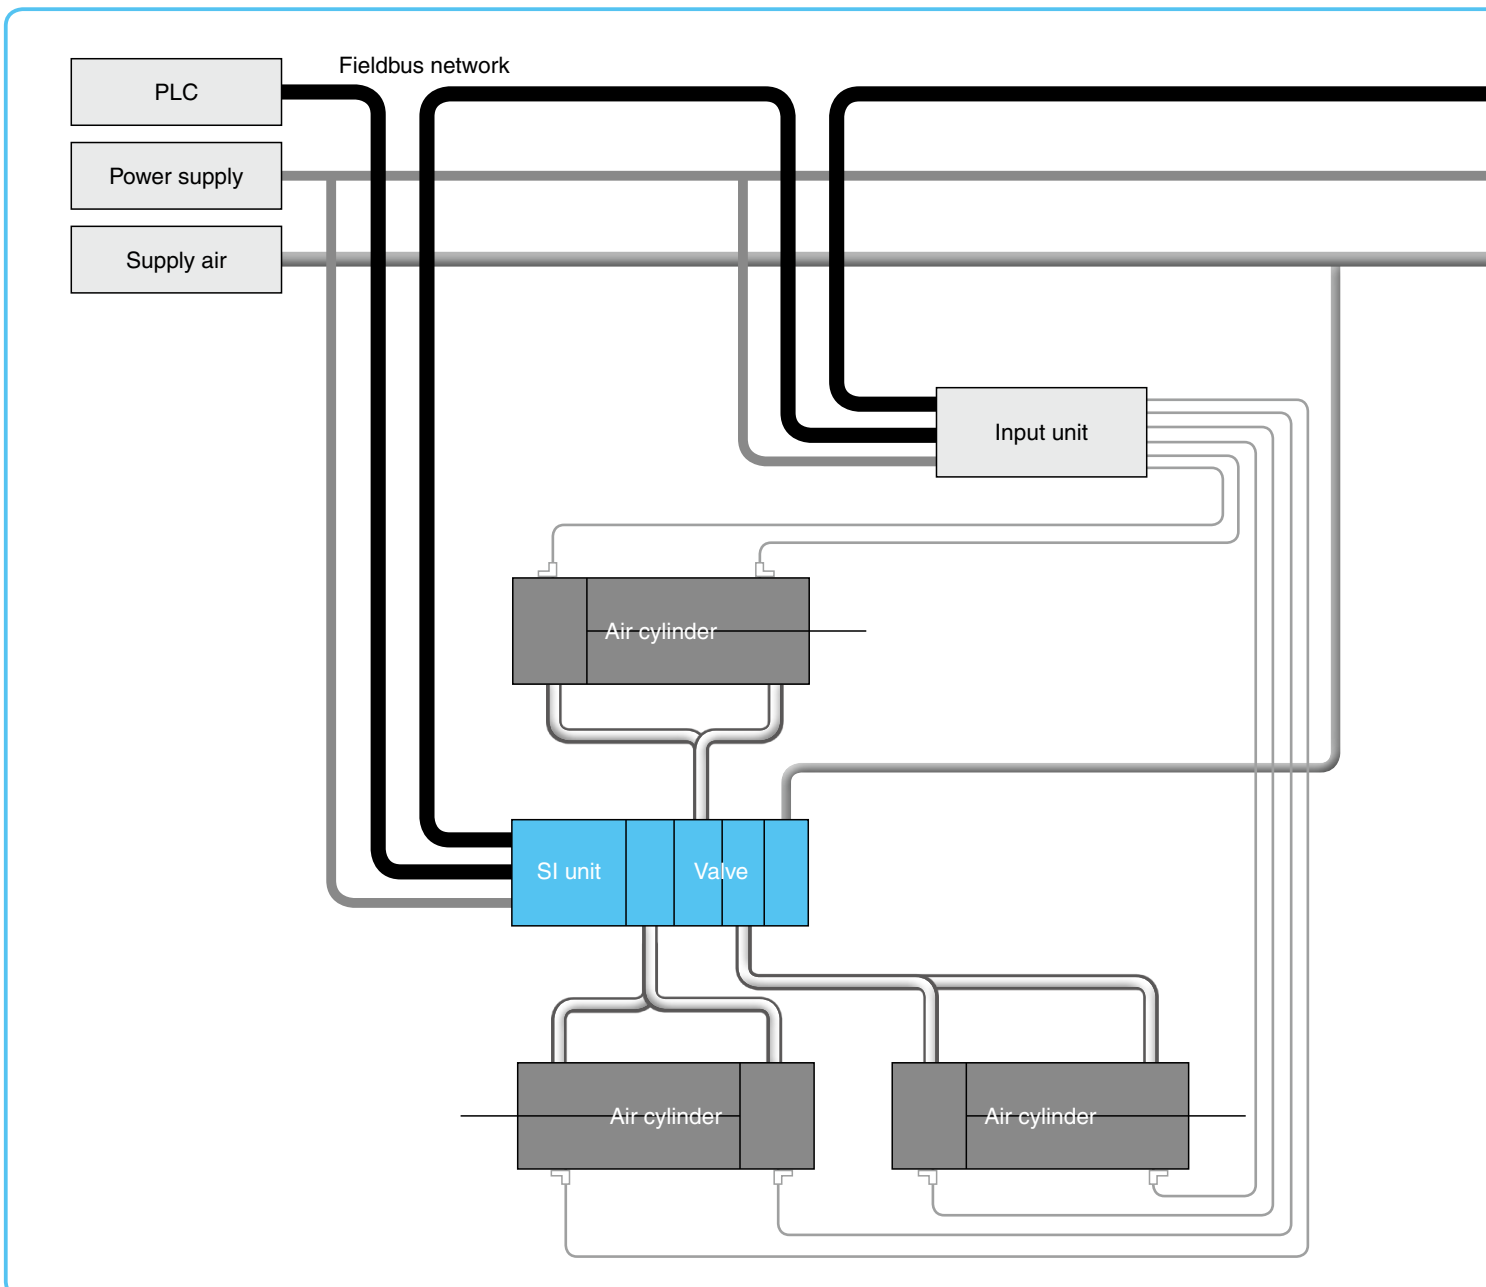 Fieldbus network
PLC
Power supply
Supply air
Input unit
Air cylinder
SI unit
Valve
Air cylinder
Air cylinder